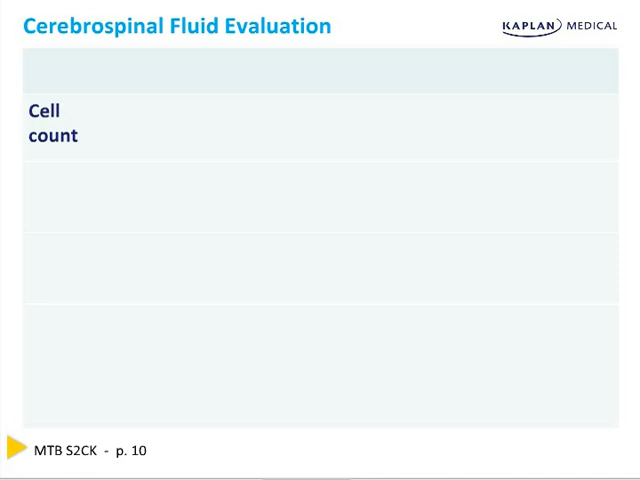 Cerebrospinal Fluid Evaluation
KAPLAN MEDICAL
Cell
count
MTB S2CK - p. 10